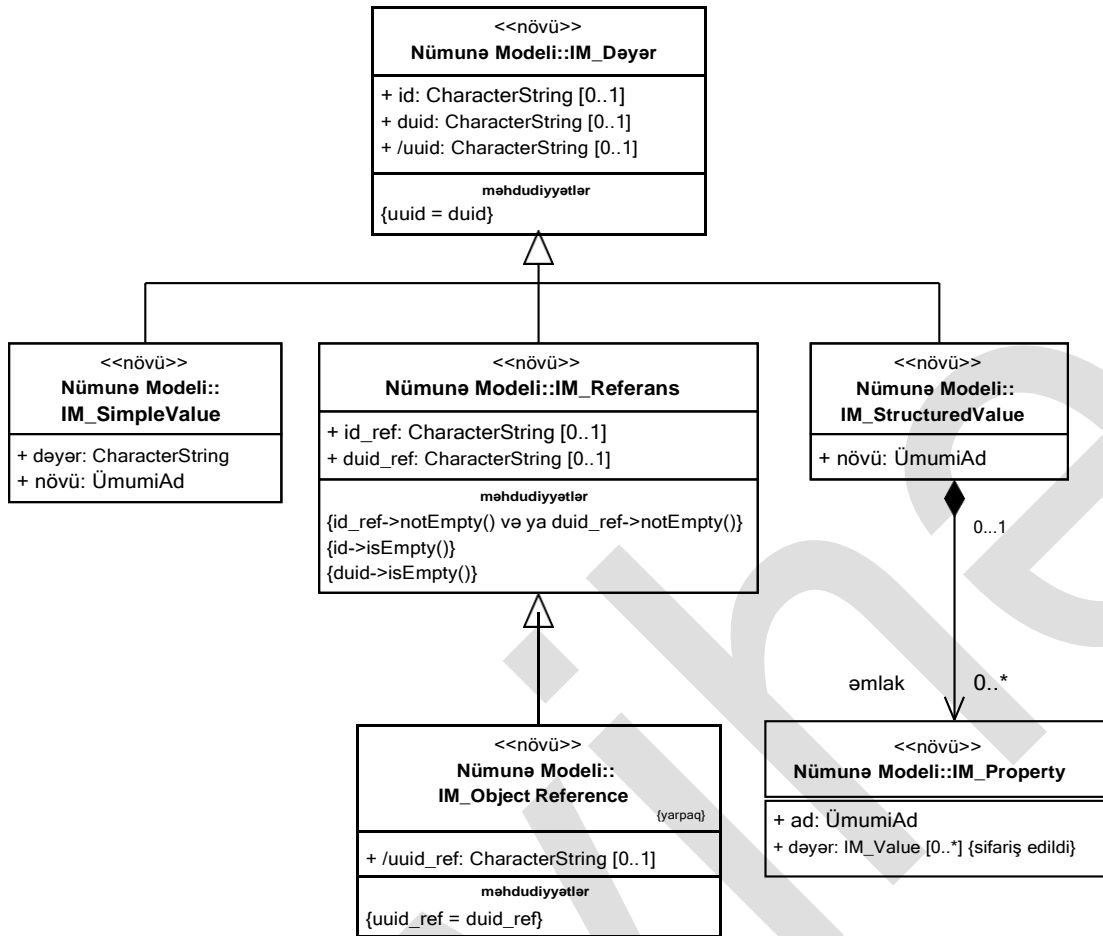 <<növü>>
Nümunə Modeli::IM_Dəyər
+ id: CharacterString [0..1]
+ duid: CharacterString [0..1]
+ /uuid: CharacterString [0..1]
məhdudiyyətlər
{uuid = duid}
<<növü>>
Nümunə Modeli::
IM_SimpleValue
+ dəyər: CharacterString
+ növü: ÜmumiAd
<<növü>>
Nümunə Modeli::IM_Referans
+ id_ref: CharacterString [0..1]
+ duid_ref: CharacterString [0..1]
məhdudiyyətlər
{id_ref->notEmpty() və ya duid_ref->notEmpty()}
{id->isEmpty()}
{duid->isEmpty()}
<<növü>>
Nümunə Modeli::
IM_StructuredValue
+ növü: ÜmumiAd
0...1
əmlak 0..*
<<növü>>
Nümunə Modeli::
IM_Object Reference
{yarpaq}
+ /uuid_ref: CharacterString [0..1]
məhdudiyyətlər
{uuid_ref = duid_ref}
<<növü>>
Nümunə Modeli::IM_Property
+ ad: ÜmumiAd
+ dəyər: IM_Value [0..*] {sifariş edildi}